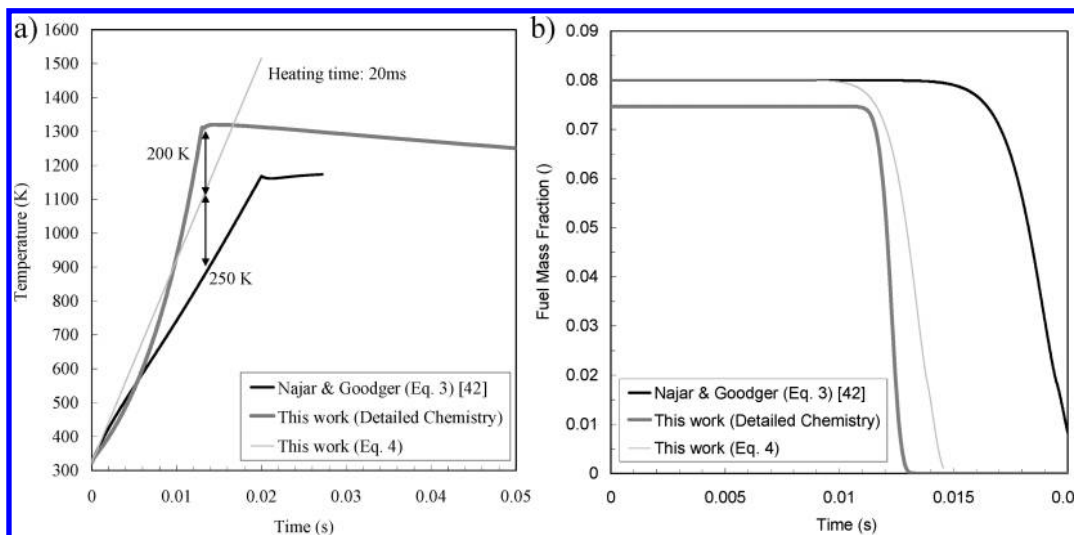 a)
1600
1500
1400
1300
1200
1100
1000
900
800
700
600
500
400
300
Temperature (K)
Heating time: 20ms
200 K
250 K
Najar & Goodger (Eq. 3) [42]
This work (Detailed Chemistry)
This work (Eq. 4)
0 0.01 0.02 0.03 0.04 0.05
Time (s)
b)
0.09
0.08
0.07
0.06
0.05
0.04
0.03
0.02
0.01
0
Fuel Mass Fraction ()
Najar & Goodger (Eq. 3) [42]
This work (Detailed Chemistry)
This work (Eq. 4)
0 0.005 0.01 0.015 0.0
Time (s)